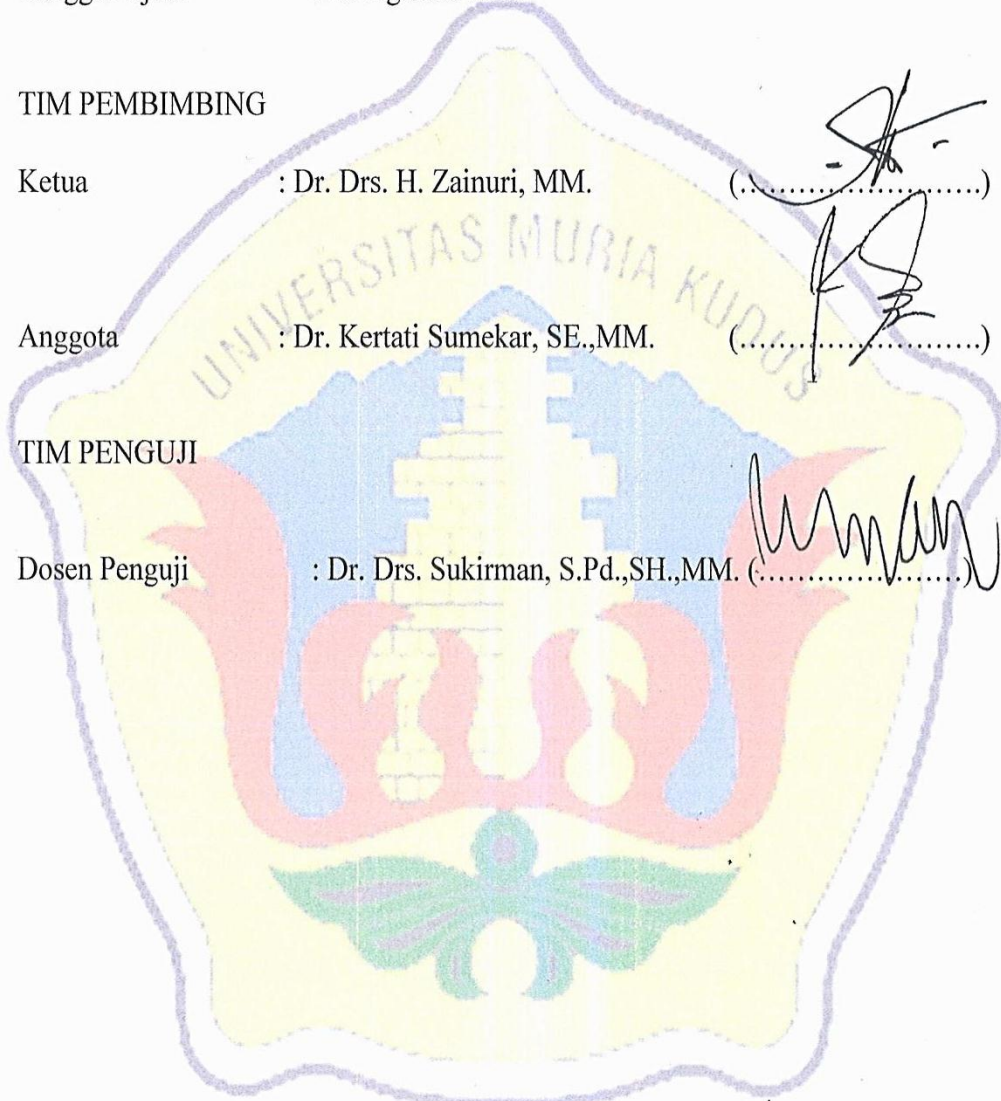 TIM PEMBIMBING
Ketua : Dr. Drs. H. Zainuri, MM. (........................)
UNIVERSITAS MURIA KUDUS
Anggota : Dr. Kertati Sumekar, SE.,MM. (........................)
TIM PENGUJI
Dosen Penguji : Dr. Drs. Sukirman, S.Pd.,SH.,MM. (.....................)